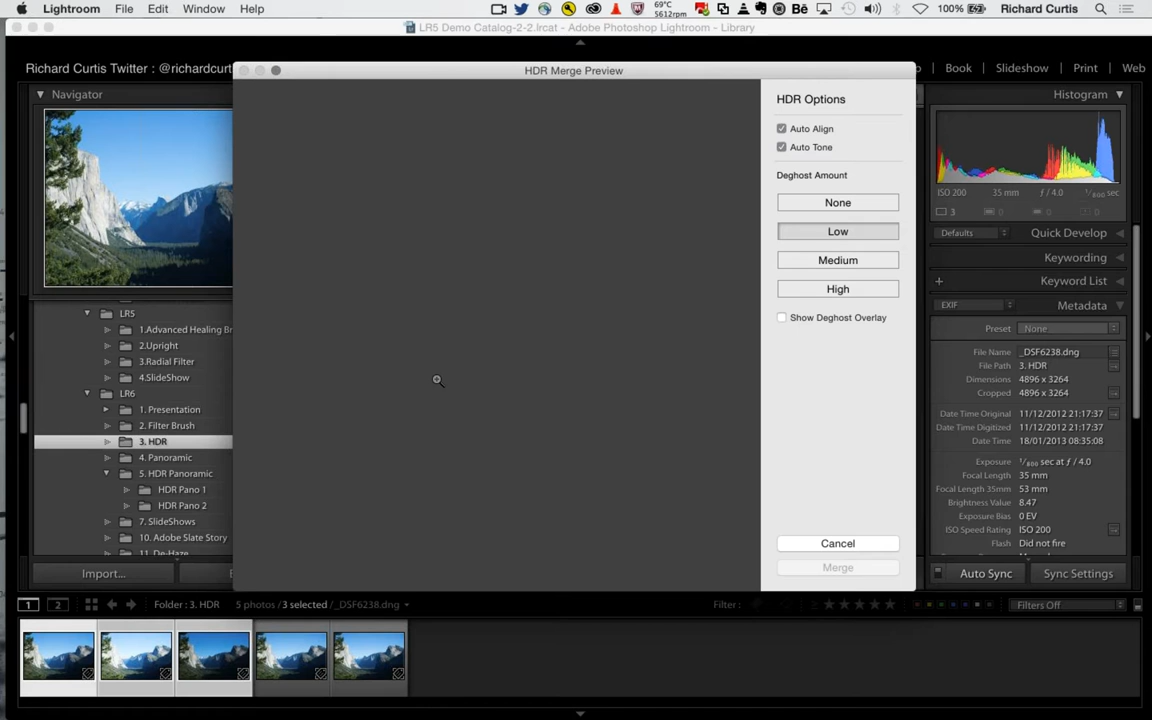 Lightroom File Edit Window Help 69°C 5612rpm 100% Richard Curtis
LR5 Demo Catalog-2-2.lrcat - Adobe Photoshop Lightroom - Library
Richard Curtis Twitter : @richardcurt
Book Slideshow Print Web
HDR Merge Preview
Navigator
LR5
1.Advanced Healing Br
2.Upright
3.Radial Filter
4.SlideShow
LR6
1. Presentation
2. Filter Brush
3. HDR
4. Panoramic
5. HDR Panoramic
HDR Pano 1
HDR Pano 2
7. SlideShows
10. Adobe Slate Story
11. De-Haze
Import...
HDR Options
Auto Align
Auto Tone
Deghost Amount
None
Low
Medium
High
Show Deghost Overlay
Cancel
Merge
Histogram
ISO 200 35 mm ƒ / 4.0 1/800 sec
3 0 0 0
Defaults Quick Develop
Keywording
Keyword List
EXIF Metadata
Preset None
File Name _DSF6238.dng
File Path 3. HDR
Dimensions 4896 x 3264
Cropped 4896 x 3264
Date Time Original 11/12/2012 21:17:37
Date Time Digitized 11/12/2012 21:17:37
Date Time 18/01/2013 08:35:08
Exposure 1/800 sec at ƒ / 4.0
Focal Length 35 mm
Focal Length 35mm 53 mm
Brightness Value 8.47
Exposure Bias 0 EV
ISO Speed Rating ISO 200
Flash Did not fire
Auto Sync Sync Settings
1 2 Folder : 3. HDR 5 photos / 3 selected / _DSF6238.dng Filter : Filters Off